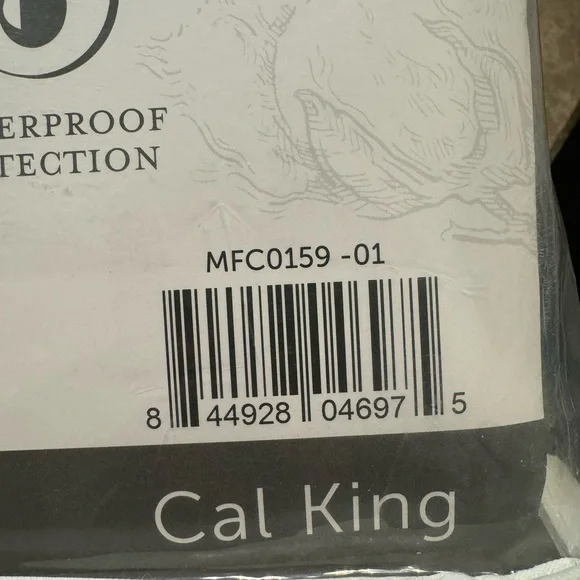 ERPROOF
TECTION
MFC0159 -01
8 44928 04697 5
Cal King